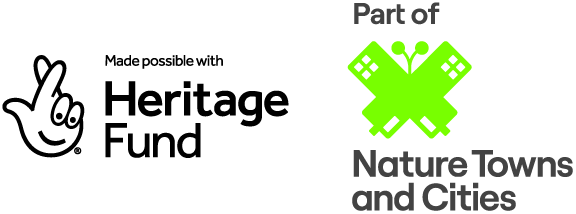 Made possible with
Heritage
Fund
®
Part of
Nature Towns
and Cities